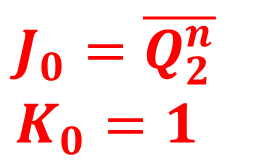 J₀ = \overline{Q₂ⁿ}
K₀ = 1